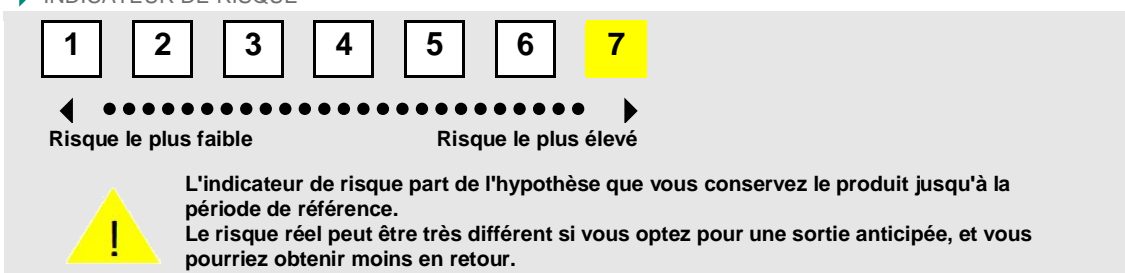 INDICATEUR DE RISQUE
1 2 3 4 5 6 7
Risque le plus faible Risque le plus élevé
L'indicateur de risque part de l'hypothèse que vous conservez le produit jusqu'à la
période de référence.
Le risque réel peut être très différent si vous optez pour une sortie anticipée, et vous
pourriez obtenir moins en retour.
!